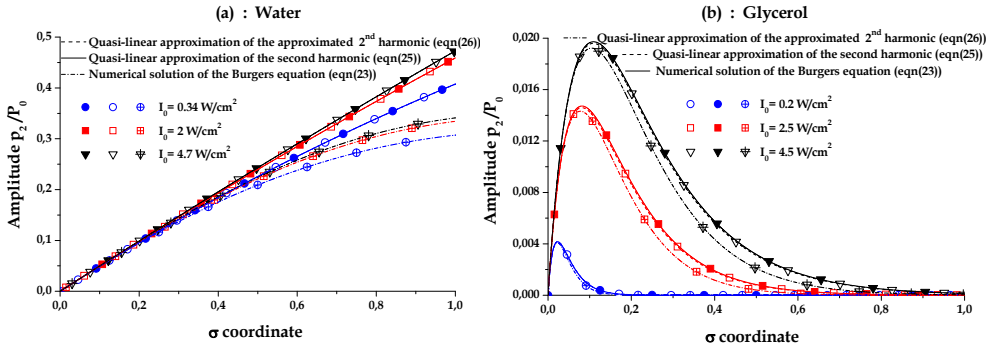 (a) : Water
Amplitude p2/P0
0,5
0,4
0,3
0,2
0,1
0,0
Quasi-linear approximation of the approximated 2nd harmonic (eqn(26))
Quasi-linear approximation of the second harmonic (eqn(25))
Numerical solution of the Burgers equation (eqn(23))
I0= 0.34 W/cm2
I0= 2 W/cm2
I0= 4.7 W/cm2
0,0 0,2 0,4 0,6 0,8 1,0
σ coordinate
(b) : Glycerol
Amplitude p2/P0
0,020
0,016
0,012
0,008
0,004
0,000
Quasi-linear approximation of the approximated 2nd harmonic (eqn(26))
Quasi-linear approximation of the second harmonic (eqn(25))
Numerical solution of the Burgers equation (eqn(23))
I0= 0.2 W/cm2
I0= 2.5 W/cm2
I0= 4.5 W/cm2
0,0 0,2 0,4 0,6 0,8 1,0
σ coordinate